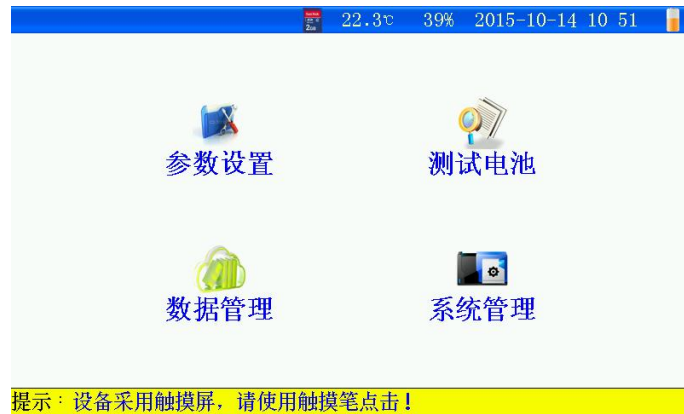 22.3℃ 39% 2015-10-14 10 51
参数设置 测试电池
数据管理 系统管理
提示：设备采用触摸屏，请使用触摸笔点击！